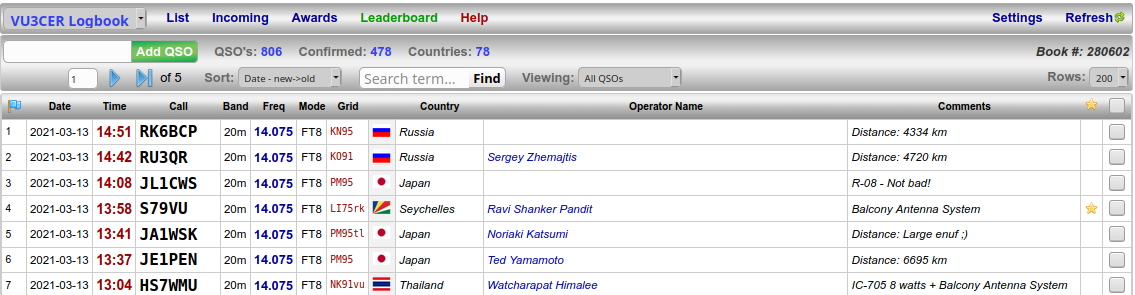 VU3CER Logbook List Incoming Awards Leaderboard Help Settings Refresh
Add QSO QSO's: 806 Confirmed: 478 Countries: 78 Book #: 280602
1 of 5 Sort: Date - new->old Search term... Find Viewing: All QSOs Rows: 200
Date Time Call Band Freq Mode Grid Country Operator Name Comments
1 2021-03-13 14:51 RK6BCP 20m 14.075 FT8 KN95 Russia Distance: 4334 km
2 2021-03-13 14:42 RU3QR 20m 14.075 FT8 KO91 Russia Sergey Zhemajtis Distance: 4720 km
3 2021-03-13 14:08 JL1CWS 20m 14.075 FT8 PM95 Japan R-08 - Not bad!
4 2021-03-13 13:58 S79VU 20m 14.075 FT8 LI75rk Seychelles Ravi Shanker Pandit Balcony Antenna System
5 2021-03-13 13:41 JA1WSK 20m 14.075 FT8 PM95tl Japan Noriaki Katsumi Distance: Large enuf ;)
6 2021-03-13 13:37 JE1PEN 20m 14.075 FT8 PM95 Japan Ted Yamamoto Distance: 6695 km
7 2021-03-13 13:04 HS7WMU 20m 14.075 FT8 NK91vu Thailand Watcharapat Himalee IC-705 8 watts + Balcony Antenna System